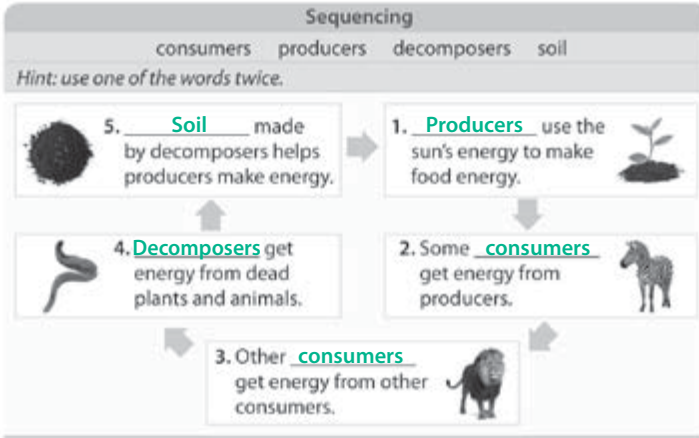 Sequencing
consumers producers decomposers soil
Hint: use one of the words twice.
5. Soil made
by decomposers helps
producers make energy.
1. Producers use the
sun's energy to make
food energy.
4. Decomposers get
energy from dead
plants and animals.
2. Some consumers
get energy from
producers.
3. Other consumers
get energy from other
consumers.